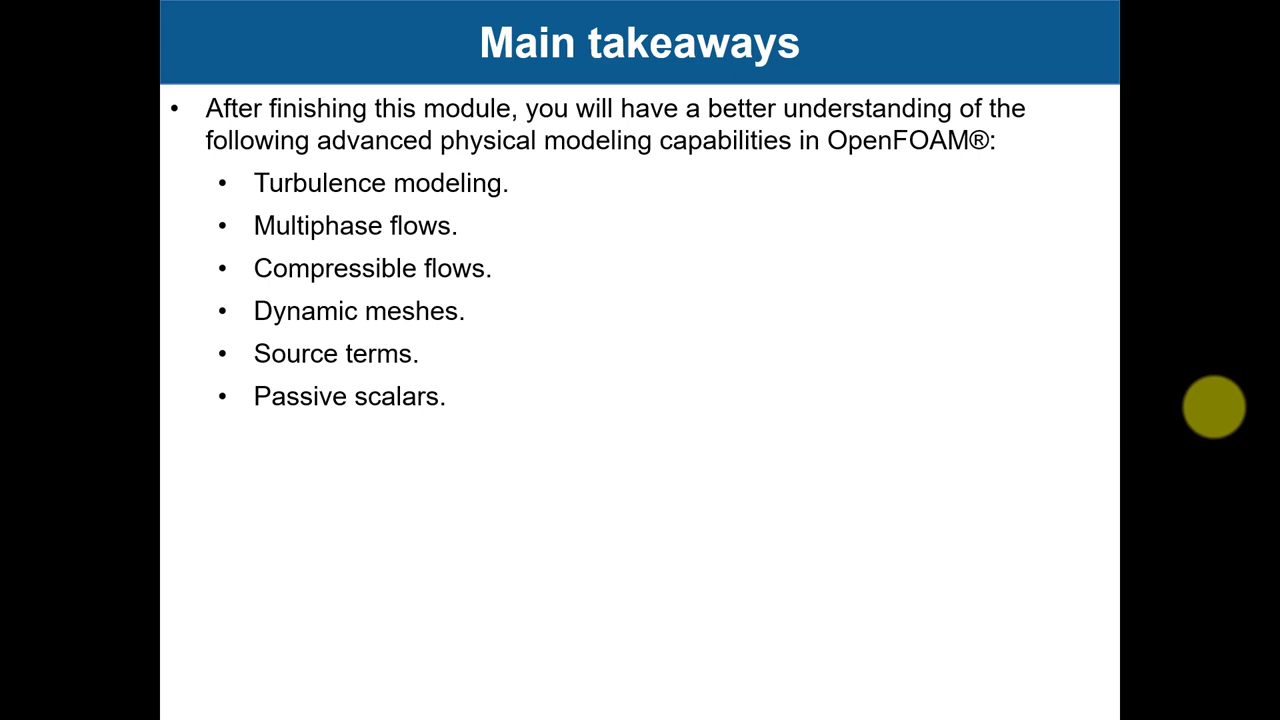 Main takeaways
• After finishing this module, you will have a better understanding of the
following advanced physical modeling capabilities in OpenFOAM®:
• Turbulence modeling.
• Multiphase flows.
• Compressible flows.
• Dynamic meshes.
• Source terms.
• Passive scalars.